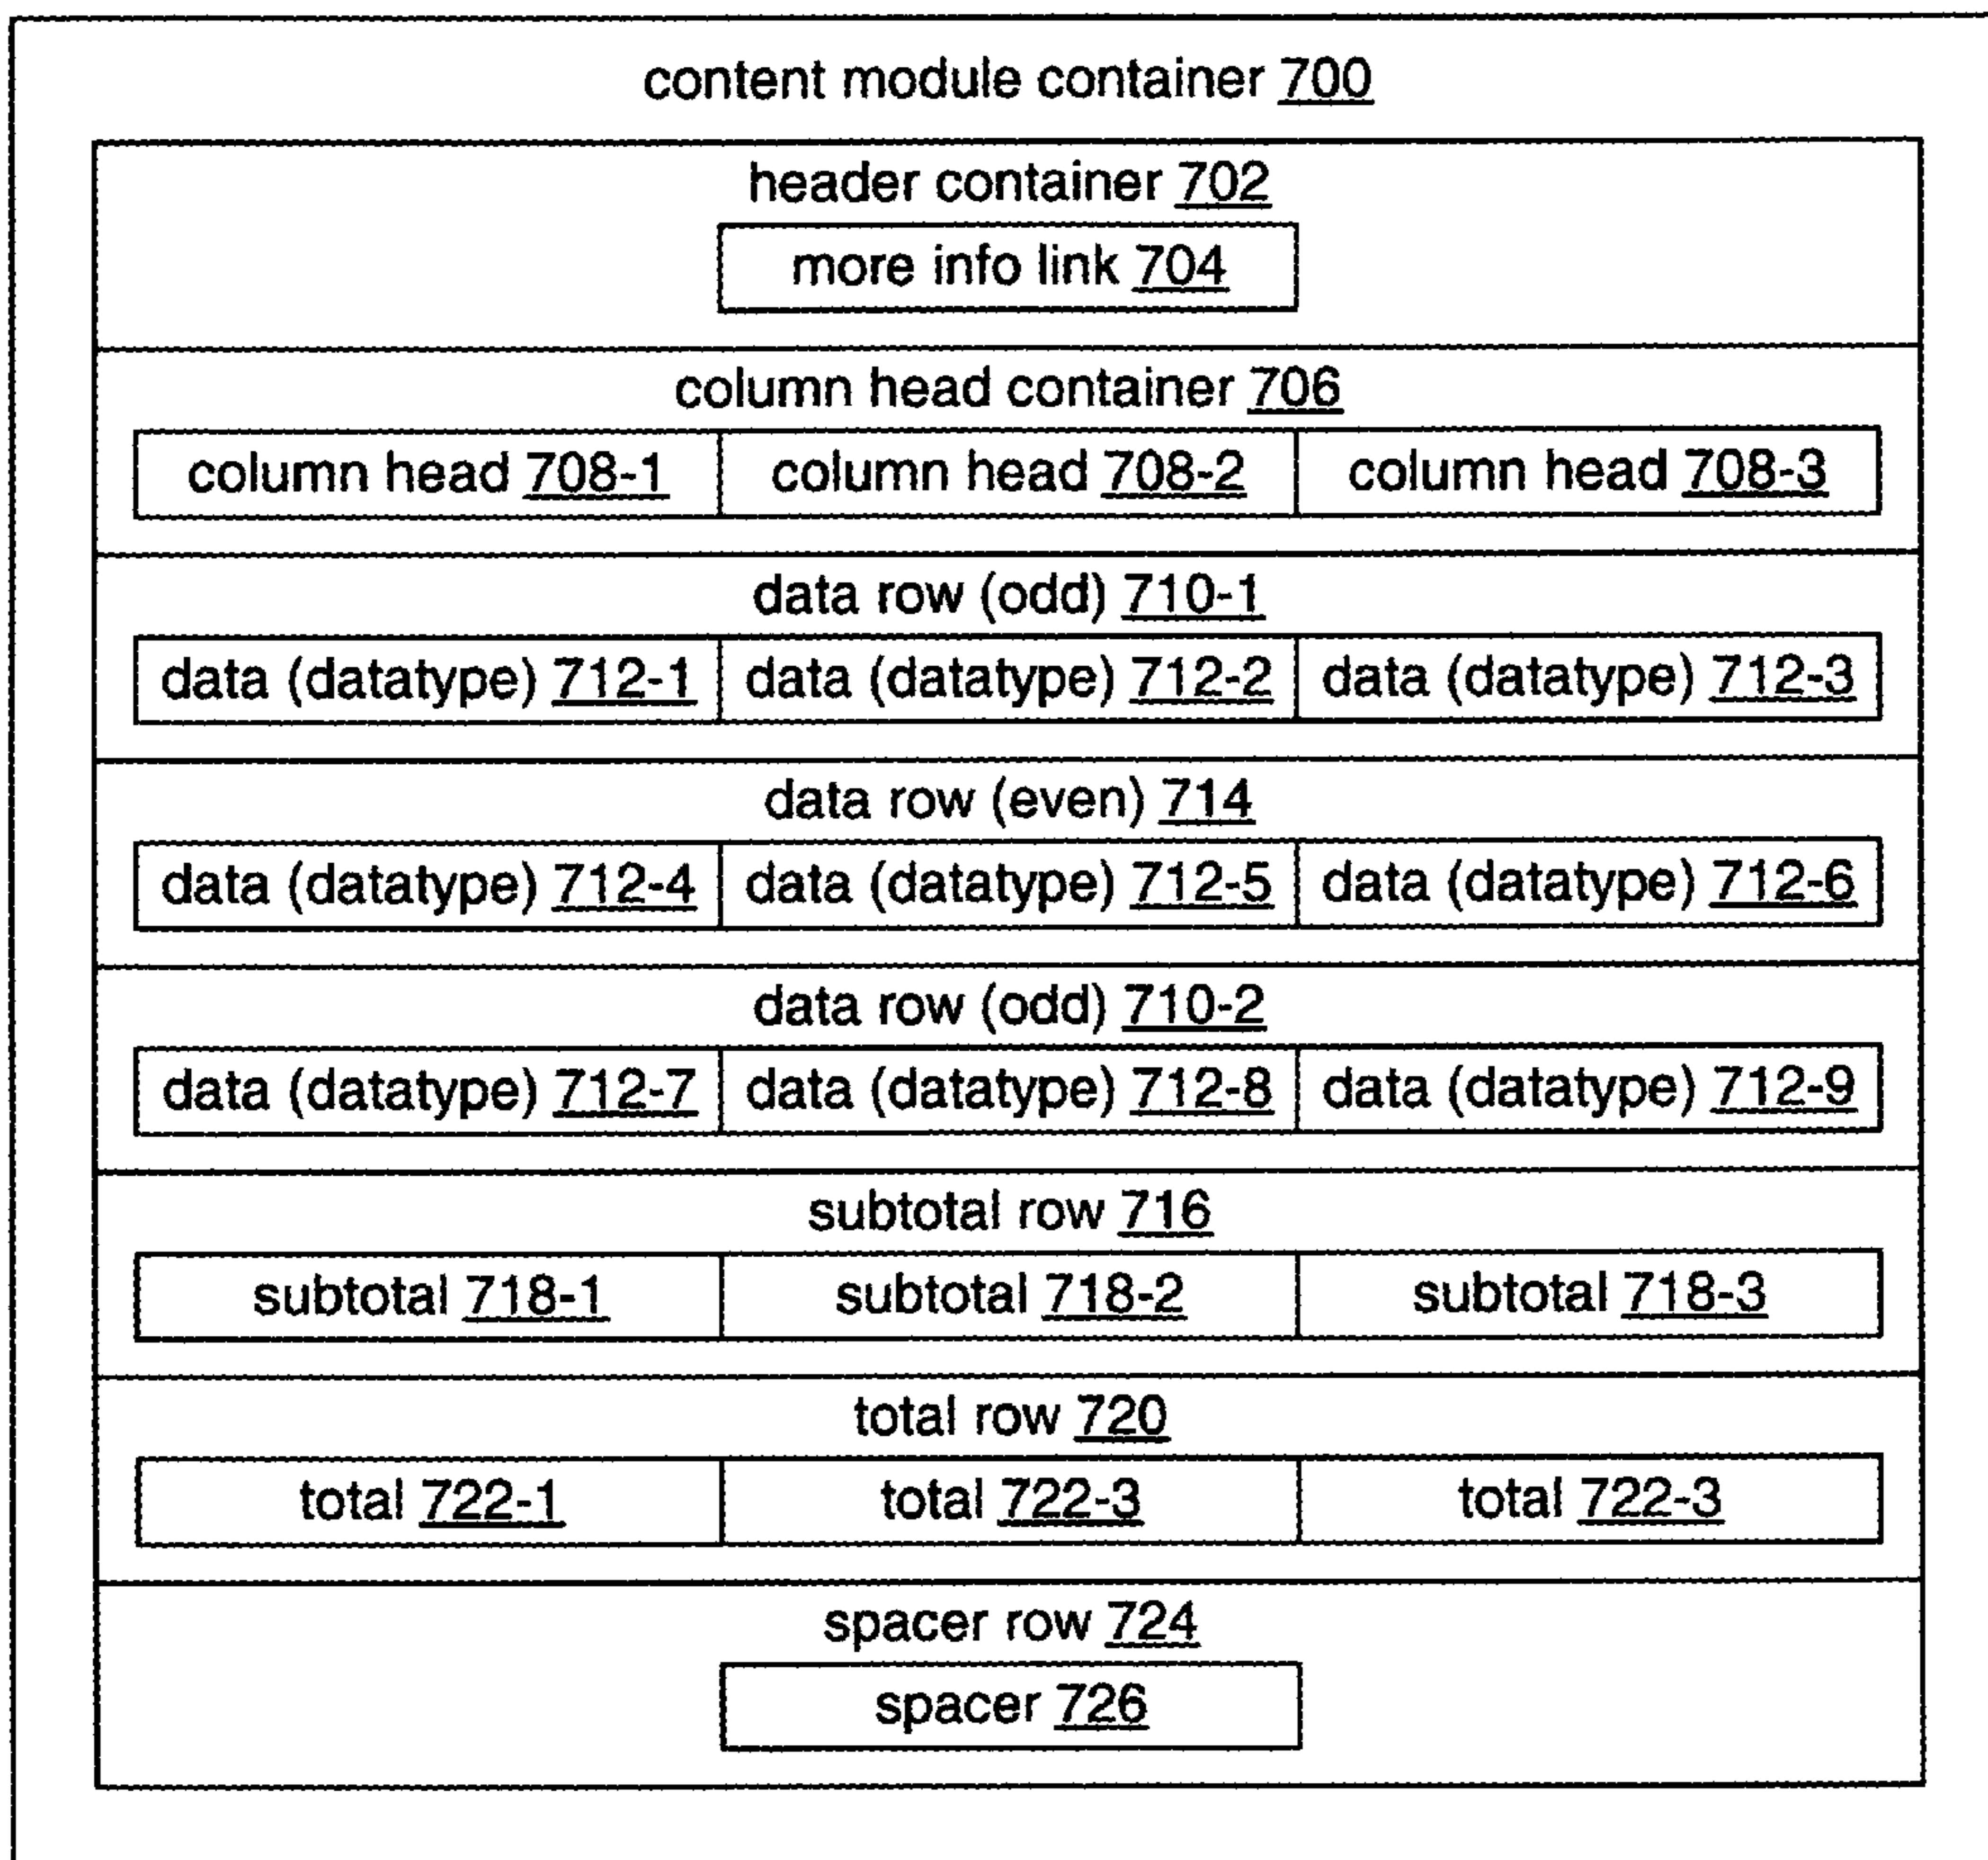 content module container 700
header container 702
more info link 704
column head container 706
column head 708-1 column head 708-2 column head 708-3
data row (odd) 710-1
data (datatype) 712-1 data (datatype) 712-2 data (datatype) 712-3
data row (even) 714
data (datatype) 712-4 data (datatype) 712-5 data (datatype) 712-6
data row (odd) 710-2
data (datatype) 712-7 data (datatype) 712-8 data (datatype) 712-9
subtotal row 716
subtotal 718-1 subtotal 718-2 subtotal 718-3
total row 720
total 722-1 total 722-3 total 722-3
spacer row 724
spacer 726